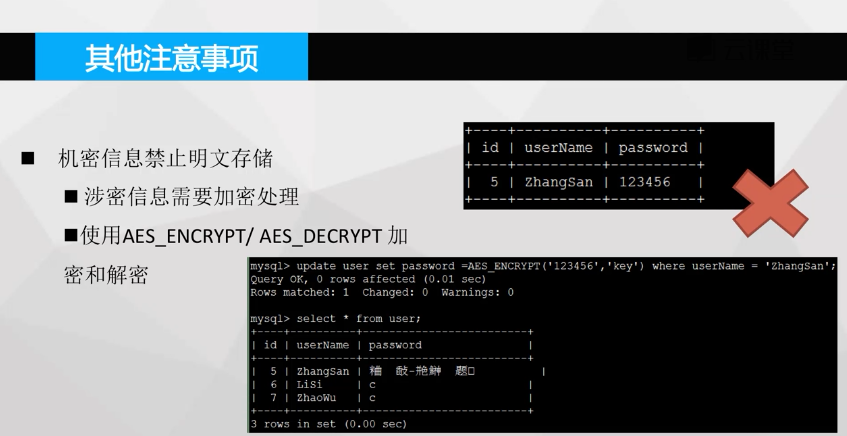 其他注意事项
■ 机密信息禁止明文存储
■ 涉密信息需要加密处理
■使用AES_ENCRYPT/ AES_DECRYPT 加
密和解密
+----+----------+----------+
| id | userName | password |
+----+----------+----------+
| 5 | ZhangSan | 123456 |
+----+----------+----------+
mysql> update user set password =AES_ENCRYPT('123456','key') where userName = 'ZhangSan';
Query OK, 0 rows affected (0.01 sec)
Rows matched: 1 Changed: 0 Warnings: 0
mysql> select * from user;
+----+----------+------------------------+
| id | userName | password |
+----+----------+------------------------+
| 5 | ZhangSan | |
| 6 | LiSi | c |
| 7 | ZhaoWu | c |
+----+----------+------------------------+
3 rows in set (0.00 sec)